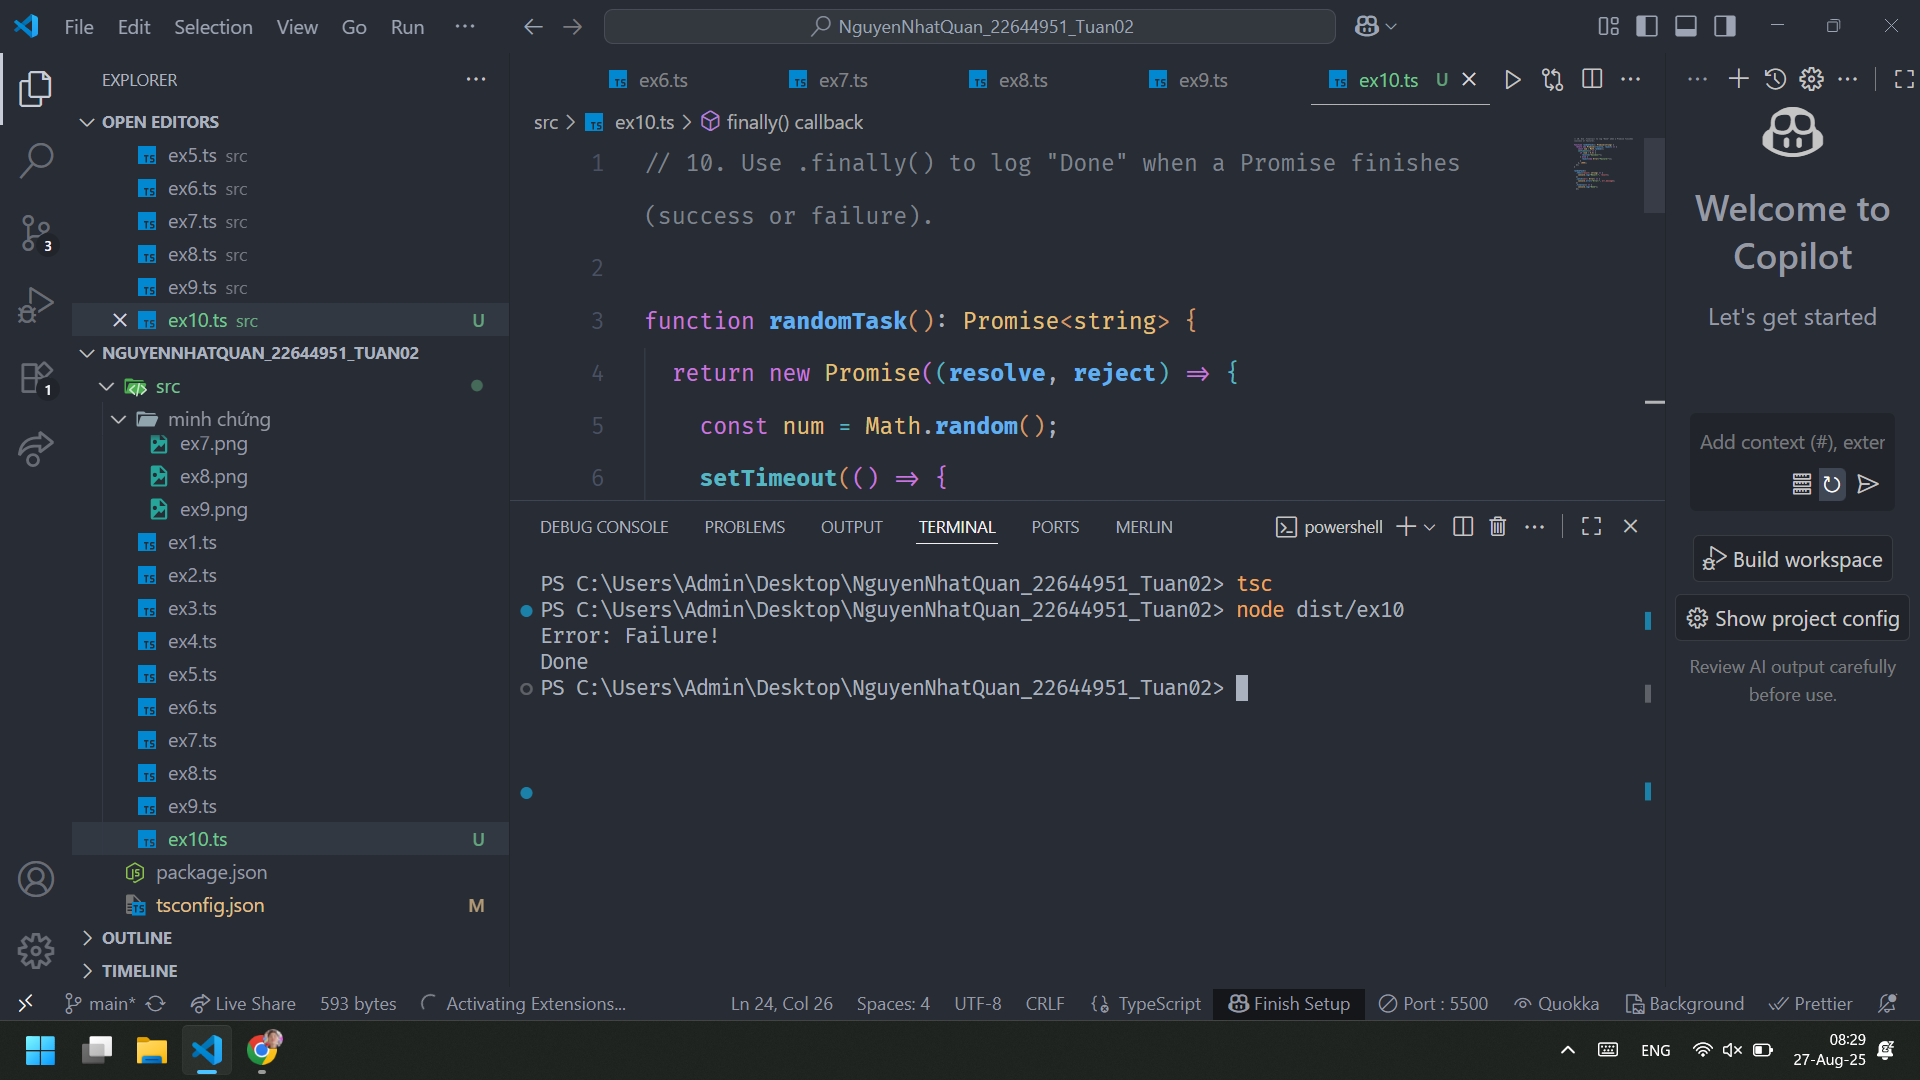 File Edit Selection View Go Run
NguyenNhatQuan_22644951_Tuan02
EXPLORER
OPEN EDITORS
ex5.ts src
ex6.ts src
ex7.ts src
ex8.ts src
ex9.ts src
ex10.ts src U
NGUYENNHATQUAN_22644951_TUAN02
src
minh chứng
ex7.png
ex8.png
ex9.png
ex1.ts
ex2.ts
ex3.ts
ex4.ts
ex5.ts
ex6.ts
ex7.ts
ex8.ts
ex9.ts
ex10.ts U
package.json
tsconfig.json M
OUTLINE
TIMELINE
3
1
ex6.ts ex7.ts ex8.ts ex9.ts ex10.ts U
src > ex10.ts > finally() callback
1 // 10. Use .finally() to log "Done" when a Promise finishes
(success or failure).
2
3 function randomTask(): Promise<string> {
4 return new Promise((resolve, reject) => {
5 const num = Math.random();
6 setTimeout(() => {
DEBUG CONSOLE PROBLEMS OUTPUT TERMINAL PORTS MERLIN powershell
PS C:\Users\Admin\Desktop\NguyenNhatQuan_22644951_Tuan02> tsc
PS C:\Users\Admin\Desktop\NguyenNhatQuan_22644951_Tuan02> node dist/ex10
Error: Failure!
Done
PS C:\Users\Admin\Desktop\NguyenNhatQuan_22644951_Tuan02>
Welcome to
Copilot
Let's get started
Add context (#), exter
Build workspace
Show project config
Review AI output carefully
before use.
main* Live Share 593 bytes Activating Extensions... Ln 24, Col 26 Spaces: 4 UTF-8 CRLF TypeScript Finish Setup Port : 5500 Quokka Background Prettier
ENG
08:29
27-Aug-25